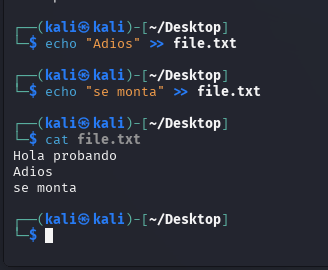 ┌──(kali㉿kali)-[~/Desktop]
└─$ echo "Adios" >> file.txt
┌──(kali㉿kali)-[~/Desktop]
└─$ echo "se monta" >> file.txt
┌──(kali㉿kali)-[~/Desktop]
└─$ cat file.txt
Hola probando
Adios
se monta
┌──(kali㉿kali)-[~/Desktop]
└─$